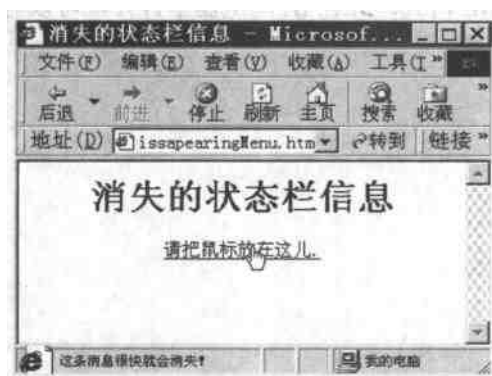 消失的状态栏信息 - Microsof...
文件(F) 编辑(E) 查看(V) 收藏(A) 工具(T »
后退 前进 停止 刷新 主页 搜索 收藏 »
地址(D) issapearingMenu.htm 转到 链接 »
消失的状态栏信息
请把鼠标放在这儿.
这条消息很快就会消失! 我的电脑